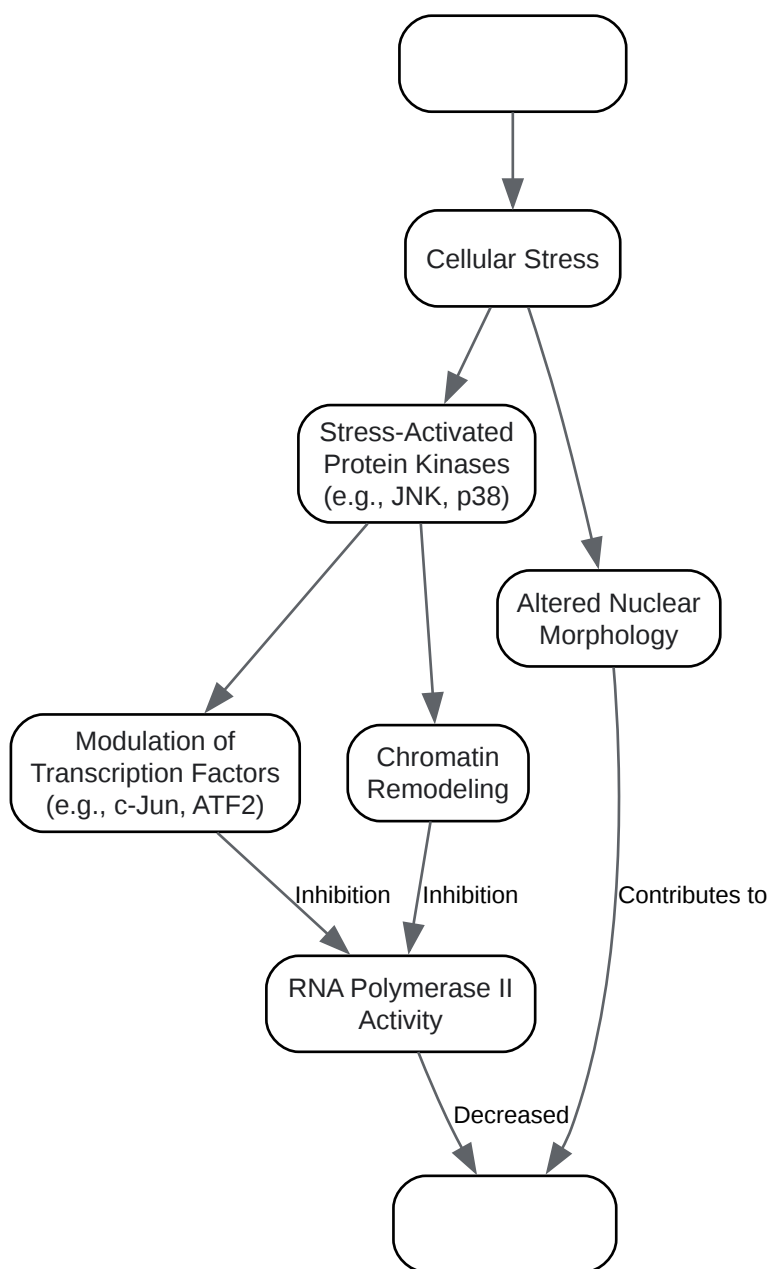 Cellular Stress
Stress-Activated
Protein Kinases
(e.g., JNK, p38)
Altered Nuclear
Morphology
Modulation of
Transcription Factors
(e.g., c-Jun, ATF2)
Chromatin
Remodeling
Inhibition
Inhibition
Contributes to
RNA Polymerase II
Activity
Decreased